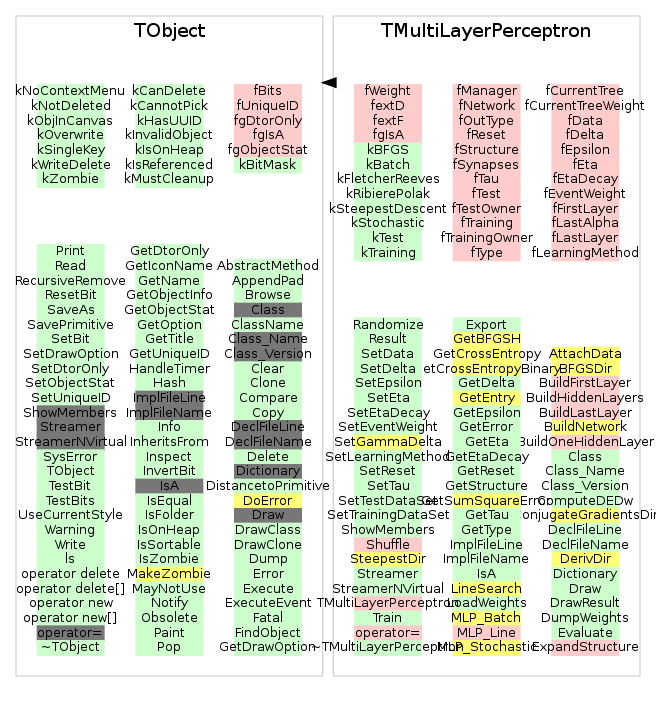 TObject
kNoContextMenu
kNotDeleted
kObjInCanvas
kOverwrite
kSingleKey
kWriteDelete
kZombie
kCanDelete
kCannotPick
kHasUUID
kInvalidObject
kIsOnHeap
kIsReferenced
kMustCleanup
fBits
fUniqueID
fgDtorOnly
fgIsA
fgObjectStat
kBitMask
Print
Read
RecursiveRemove
ResetBit
SaveAs
SavePrimitive
SetBit
SetDrawOption
SetDtorOnly
SetObjectStat
SetUniqueID
ShowMembers
Streamer
StreamerNVirtual
SysError
TObject
TestBit
TestBits
UseCurrentStyle
Warning
Write
ls
operator delete
operator delete[]
operator new
operator new[]
operator=
~TObject
GetDtorOnly
GetIconName
GetName
GetObjectInfo
GetObjectStat
GetOption
GetTitle
GetUniqueID
HandleTimer
Hash
ImplFileLine
ImplFileName
Info
InheritsFrom
Inspect
InvertBit
IsA
IsEqual
IsFolder
IsOnHeap
IsSortable
IsZombie
MakeZombie
MayNotUse
Notify
Obsolete
Paint
Pop
AbstractMethod
AppendPad
Browse
Class
ClassName
Class_Name
Class_Version
Clear
Clone
Compare
Copy
DeclFileLine
DeclFileName
Delete
Dictionary
DistancetoPrimitive
DoError
Draw
DrawClass
DrawClone
Dump
Error
Execute
ExecuteEvent
Fatal
FindObject
GetDrawOption
TMultiLayerPerceptron
fWeight
fextD
fextF
fgIsA
kBFGS
kBatch
kFletcherReeves
kRibierePolak
kSteepestDescent
kStochastic
kTest
kTraining
fManager
fNetwork
fOutType
fReset
fStructure
fSynapses
fTau
fTest
fTestOwner
fTraining
fTrainingOwner
fType
fCurrentTree
fCurrentTreeWeight
fData
fDelta
fEpsilon
fEta
fEtaDecay
fEventWeight
fFirstLayer
fLastAlpha
fLastLayer
fLearningMethod
Randomize
Result
SetData
SetDelta
SetEpsilon
SetEta
SetEtaDecay
SetEventWeight
SetGammaDelta
SetLearningMethod
SetReset
SetTau
SetTestDataSet
SetTrainingDataSet
ShowMembers
Shuffle
SteepestDir
Streamer
StreamerNVirtual
TMultiLayerPerceptron
Train
operator=
~TMultiLayerPerceptron
Export
GetBFGSH
GetCrossEntropy
etCrossEntropyBinary
GetDelta
GetEntry
GetEpsilon
GetError
GetEta
GetEtaDecay
GetReset
GetStructure
GetSumSquareError
GetTau
GetType
ImplFileLine
ImplFileName
IsA
LineSearch
LoadWeights
MLP_Batch
MLP_Line
MLP_Stochastic
AttachData
BFGSDir
BuildFirstLayer
BuildHiddenLayers
BuildLastLayer
BuildNetwork
BuildOneHiddenLayer
Class
Class_Name
Class_Version
ComputeDEDw
ConjugateGradientsDir
DeclFileLine
DeclFileName
DerivDir
Dictionary
Draw
DrawResult
DumpWeights
Evaluate
ExpandStructure